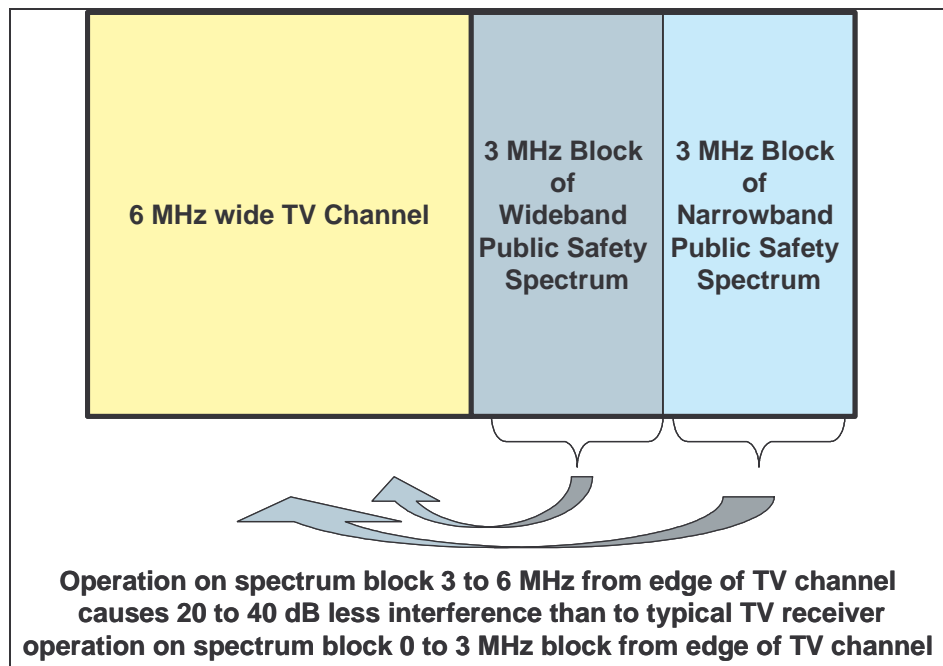 6 MHz wide TV Channel
3 MHz Block
of
Wideband
Public Safety
Spectrum
3 MHz Block
of
Narrowband
Public Safety
Spectrum
Operation on spectrum block 3 to 6 MHz from edge of TV channel
causes 20 to 40 dB less interference than to typical TV receiver
operation on spectrum block 0 to 3 MHz block from edge of TV channel